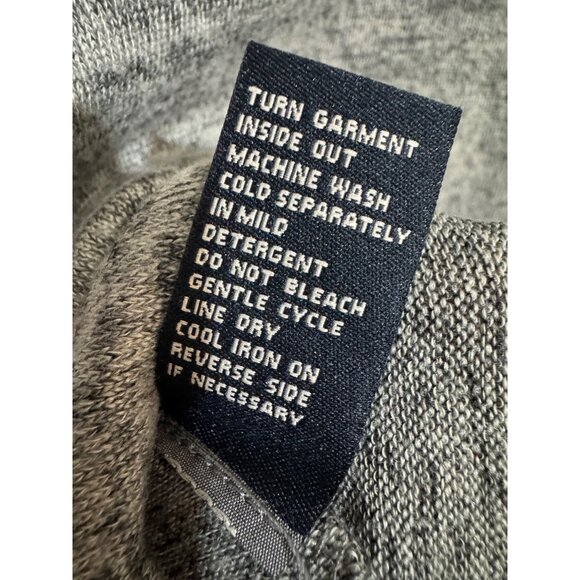 TURN GARMENT
INSIDE OUT
MACHINE WASH
COLD SEPARATELY
IN MILD
DETERGENT
DO NOT BLEACH
GENTLE CYCLE
LINE DRY
COOL IRON ON
REVERSE SIDE
IF NECESSARY